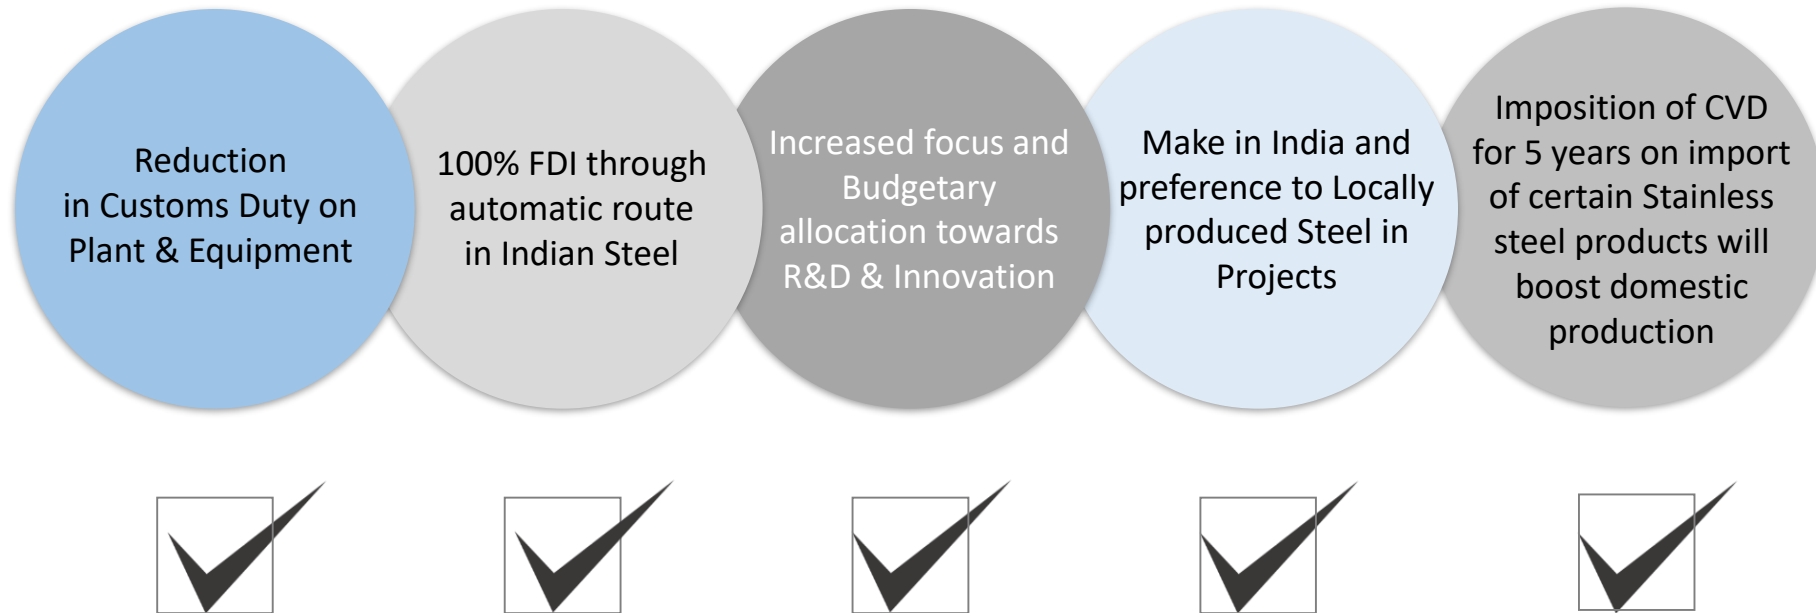 Reduction
in Customs Duty on
Plant & Equipment
100% FDI through
automatic route
in Indian Steel
Increased focus and
Budgetary
allocation towards
R&D & Innovation
Make in India and
preference to Locally
produced Steel in
Projects
Imposition of CVD
for 5 years on import
of certain Stainless
steel products will
boost domestic
production